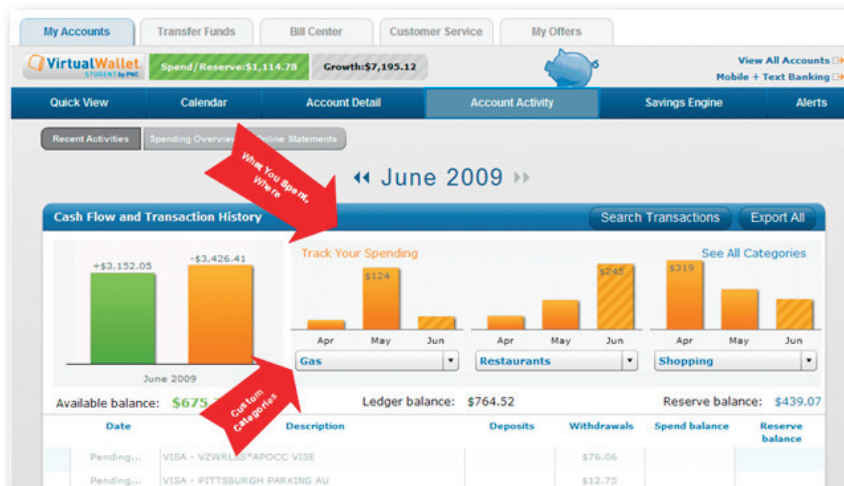 My Accounts Transfer Funds Bill Center Customer Service My Offers
VirtualWallet. Spend/Reserve:$1,114.78 Growth:$7,195.12 View All Accounts
STUDENT by PNC Mobile + Text Banking
Quick View Calendar Account Detail Account Activity Savings Engine Alerts
Recent Activities Spending Overview Online Statements
What You Spent,
Where
June 2009
Cash Flow and Transaction History Search Transactions Export All
Track Your Spending See All Categories
+$3,152.05 -$3,426.41
$124 $245 $319
Apr May Jun Apr May Jun Apr May Jun
Gas Restaurants Shopping
June 2009
Custom
Categories
Available balance: $675. Ledger balance: $764.52 Reserve balance: $439.07
Date Description Deposits Withdrawals Spend balance Reserve
balance
Pending... VISA - VZWRLSS*APOCC VISE $76.06
Pending... VISA - PITTSBURGH PARKING AU $12.75